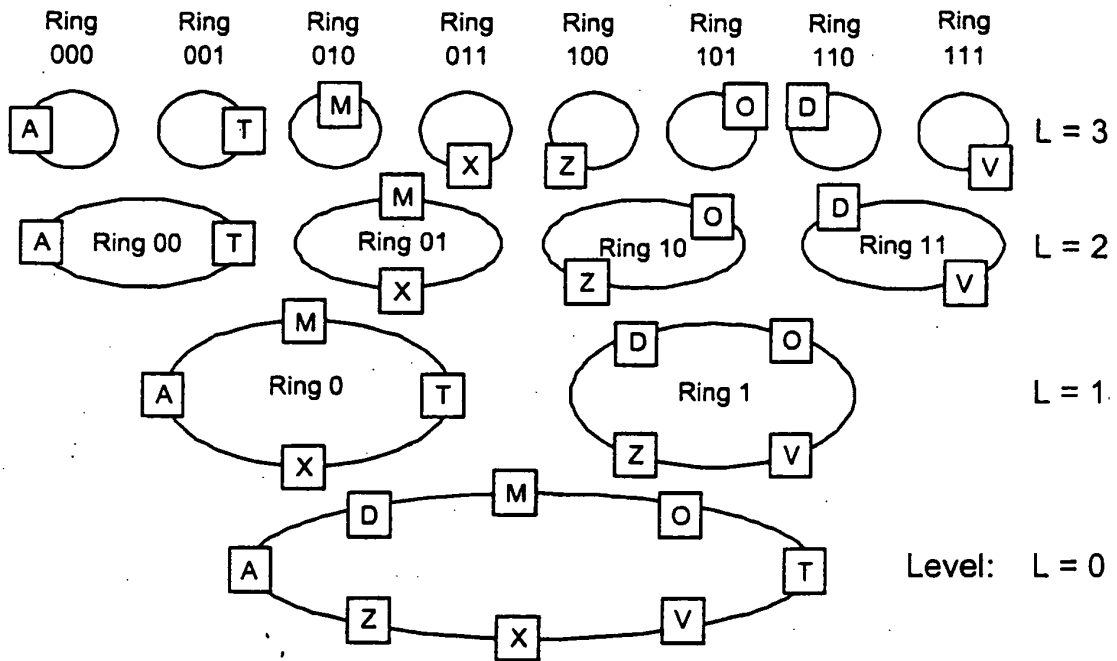 Ring Ring Ring Ring Ring Ring Ring Ring
000 001 010 011 100 101 110 111
A T M X Z O D V L = 3
A Ring 00 T M Ring 01 X O Ring 10 Z D Ring 11 V L = 2
M D O
A Ring 0 T Ring 1 L = 1
X Z V
D M O
A T Level: L = 0
Z X V